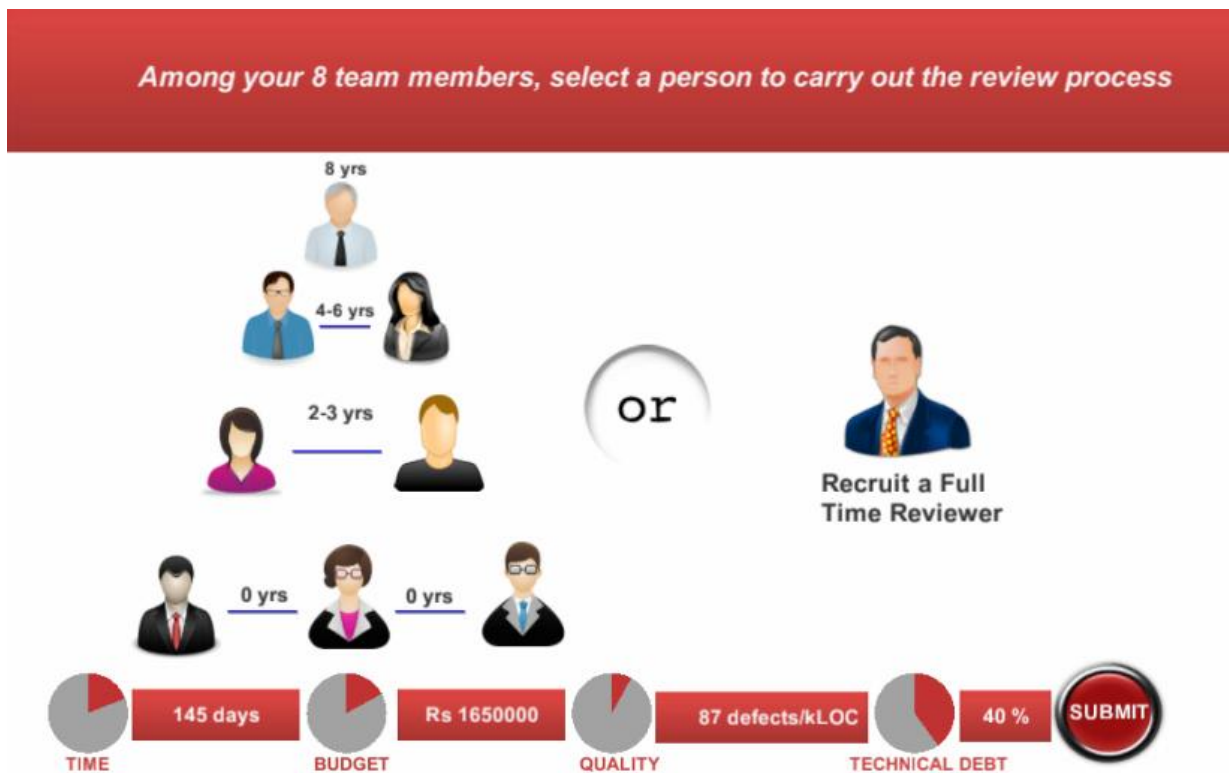 Among your 8 team members, select a person to carry out the review process
8 yrs
4-6 yrs
2-3 yrs
0 yrs
0 yrs
or
Recruit a Full
Time Reviewer
145 days
Rs 1650000
87 defects/kLOC
40 %
SUBMIT
TIME
BUDGET
QUALITY
TECHNICAL DEBT